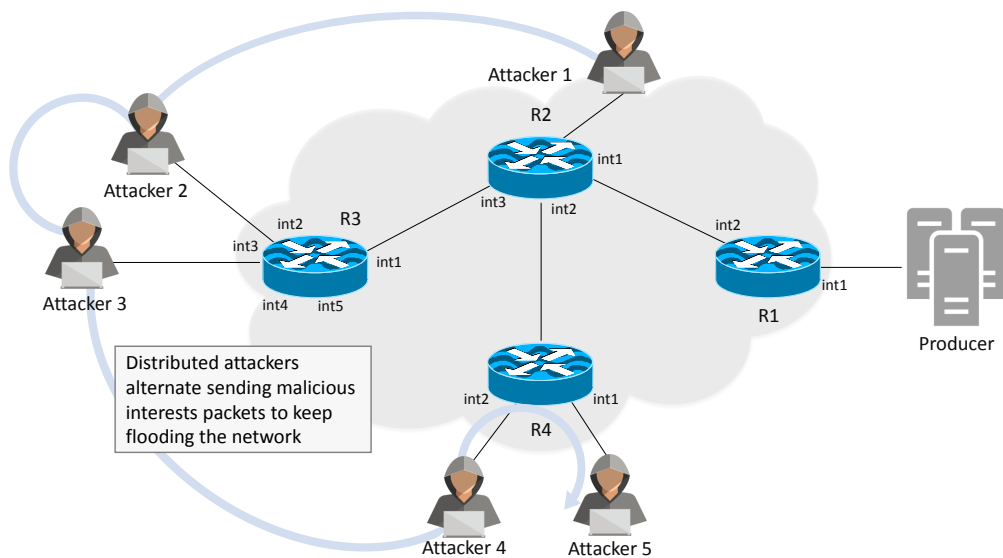 Attacker 1
R2
int1
int3
int2
Attacker 2
int2
R3
int3
int1
int4
int5
Attacker 3
int2
int1
R1
Producer
Distributed attackers
alternate sending malicious
interests packets to keep
flooding the network
int2
int1
R4
Attacker 4
Attacker 5